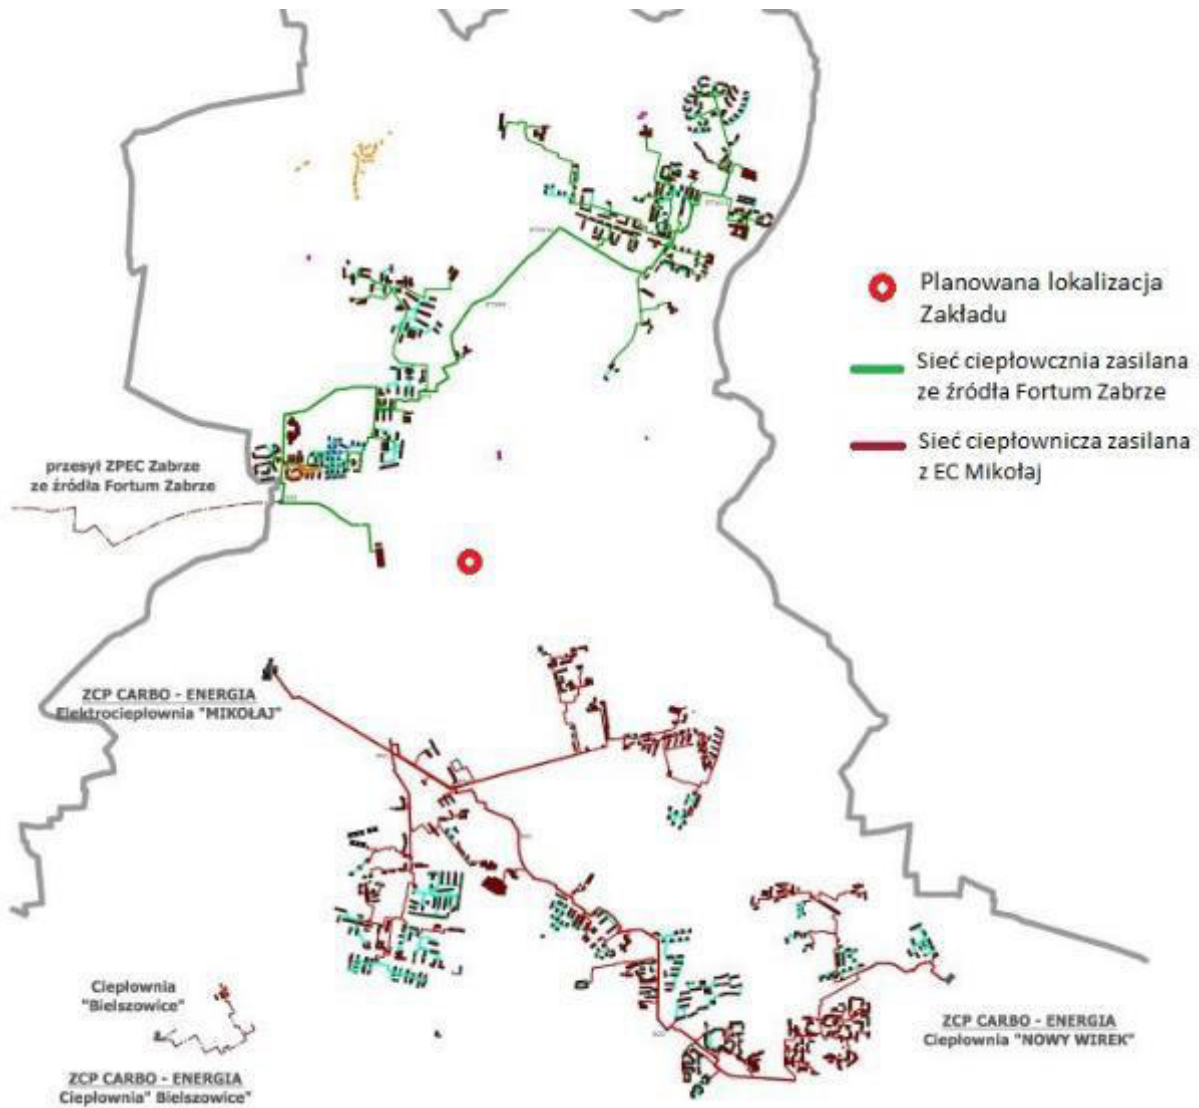 Planowana lokalizacja
Zakładu
Sieć ciepłowcznia zasilana
ze źródła Fortum Zabrze
Sieć ciepłownicza zasilana
z EC Mikołaj
przesył ZPEC Zabrze
ze źródła Fortum Zabrze
ZCP CARBO - ENERGIA
Elektrociepłownia "MIKOŁAJ"
Ciepłownia
"Bielszowice"
ZCP CARBO - ENERGIA
Ciepłownia" Bielszowice"
ZCP CARBO - ENERGIA
Ciepłownia "NOWY WIREK"